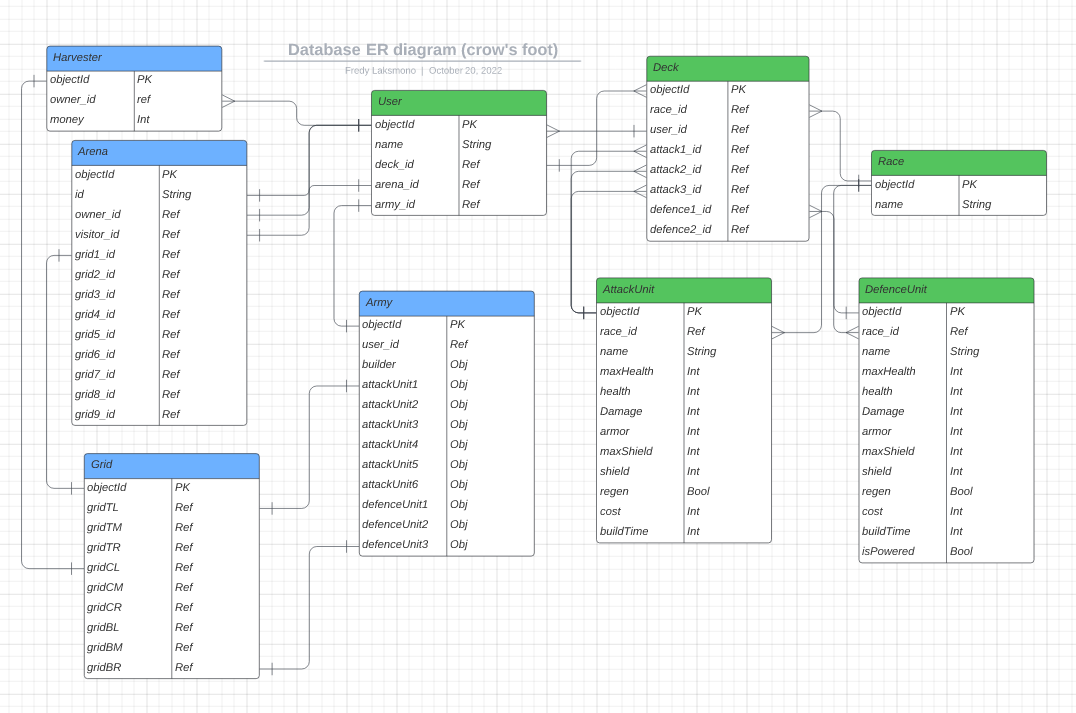 Database ER diagram (crow's foot)
Fredy Laksmono | October 20, 2022
Harvester
objectId PK
owner_id ref
money Int
Arena
objectId PK
id String
owner_id Ref
visitor_id Ref
grid1_id Ref
grid2_id Ref
grid3_id Ref
grid4_id Ref
grid5_id Ref
grid6_id Ref
grid7_id Ref
grid8_id Ref
grid9_id Ref
Grid
objectId PK
gridTL Ref
gridTM Ref
gridTR Ref
gridCL Ref
gridCM Ref
gridCR Ref
gridBL Ref
gridBM Ref
gridBR Ref
User
objectId PK
name String
deck_id Ref
arena_id Ref
army_id Ref
Army
objectId PK
user_id Ref
builder Obj
attackUnit1 Obj
attackUnit2 Obj
attackUnit3 Obj
attackUnit4 Obj
attackUnit5 Obj
attackUnit6 Obj
defenceUnit1 Obj
defenceUnit2 Obj
defenceUnit3 Obj
Deck
objectId PK
race_id Ref
user_id Ref
attack1_id Ref
attack2_id Ref
attack3_id Ref
defence1_id Ref
defence2_id Ref
Race
objectId PK
name String
AttackUnit
objectId PK
race_id Ref
name String
maxHealth Int
health Int
Damage Int
armor Int
maxShield Int
shield Int
regen Bool
cost Int
buildTime Int
DefenceUnit
objectId PK
race_id Ref
name String
maxHealth Int
health Int
Damage Int
armor Int
maxShield Int
shield Int
regen Bool
cost Int
buildTime Int
isPowered Bool